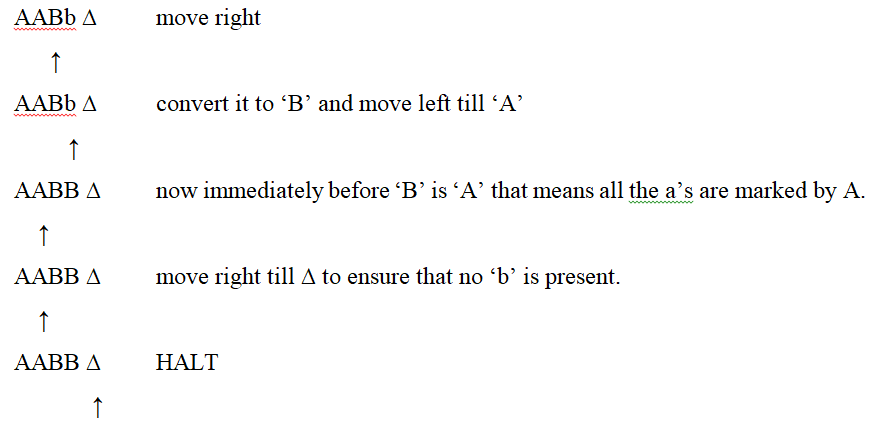 AABb Δ move right
↑
AABb Δ convert it to ‘B’ and move left till ‘A’
↑
AABB Δ now immediately before ‘B’ is ‘A’ that means all the a’s are marked by A.
↑
AABB Δ move right till Δ to ensure that no ‘b’ is present.
↑
AABB Δ HALT
↑